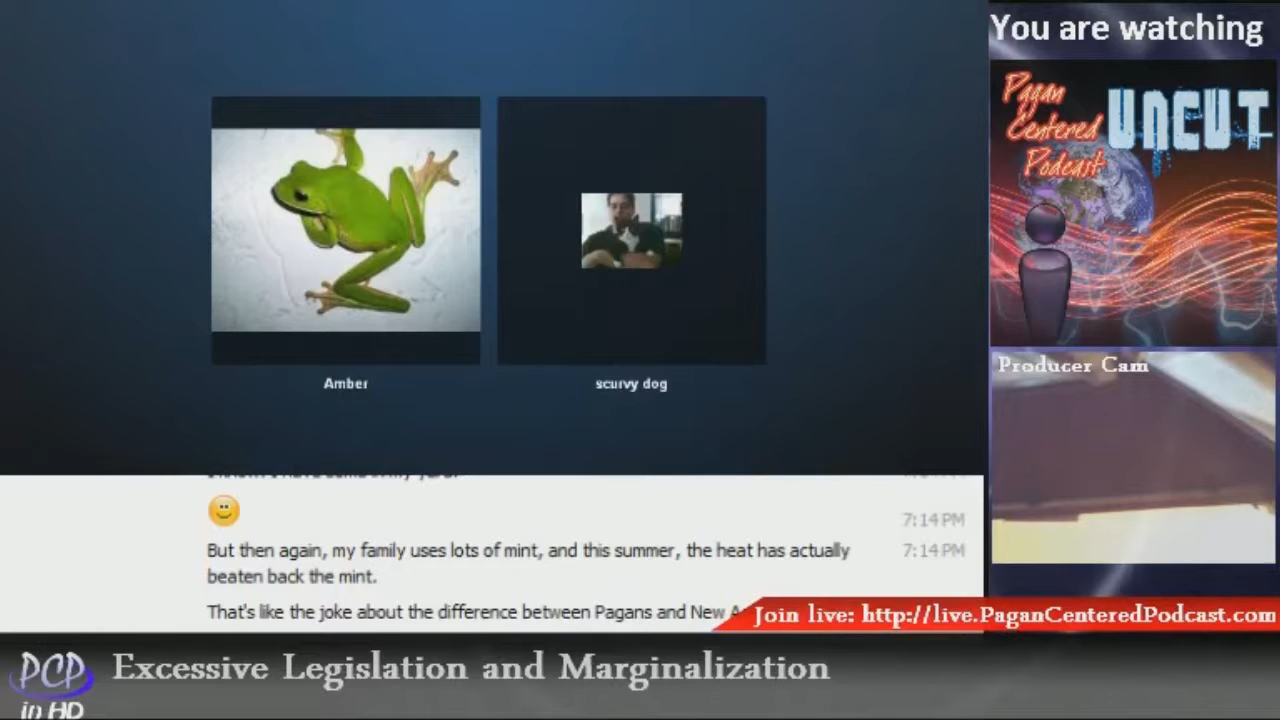 You are watching
Pagan
Centered
Podcast
UNCUT
Amber
scurvy dog
Producer Cam
7:14 PM
But then again, my family uses lots of mint, and this summer, the heat has actually
7:14 PM
beaten back the mint.
That's like the joke about the difference between Pagans and New
Join live: http://live.PaganCenteredPodcast.com
PCP
in HD
Excessive Legislation and Marginalization